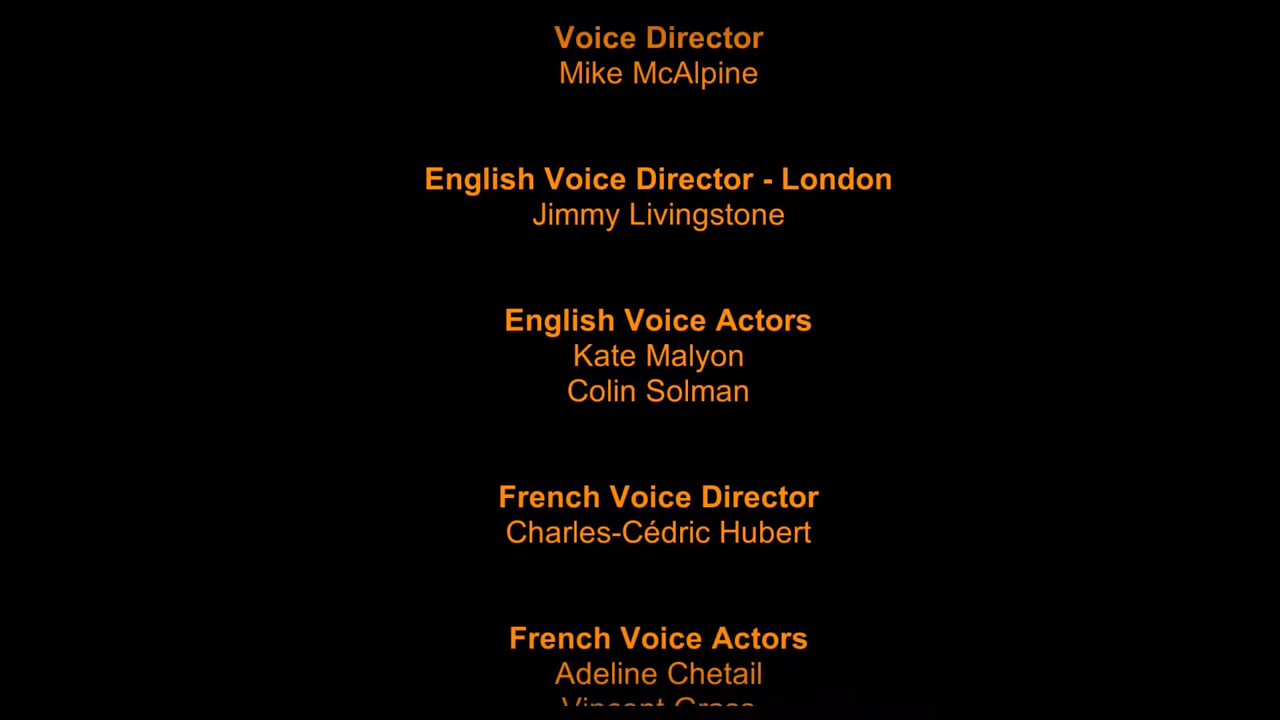 Voice Director
Mike McAlpine
English Voice Director - London
Jimmy Livingstone
English Voice Actors
Kate Malyon
Colin Solman
French Voice Director
Charles-Cédric Hubert
French Voice Actors
Adeline Chetail
Vincent